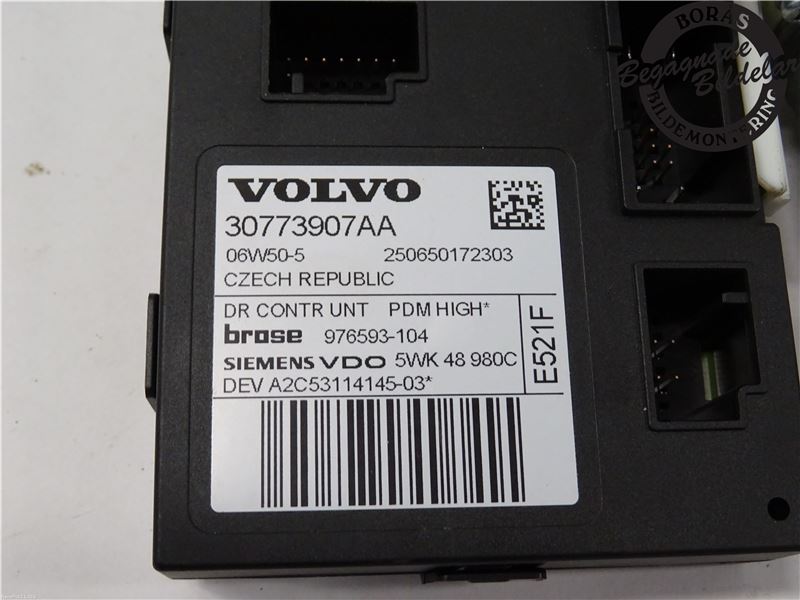 BORÅS
Begagnade Bildelar
BILDEMONTERING
VOLVO
30773907AA
06W50-5 250650172303
CZECH REPUBLIC
DR CONTR UNT PDM HIGH*
brose 976593-104
SIEMENS VDO 5WK 48 980C
DEV A2C53114145-03*
E521F